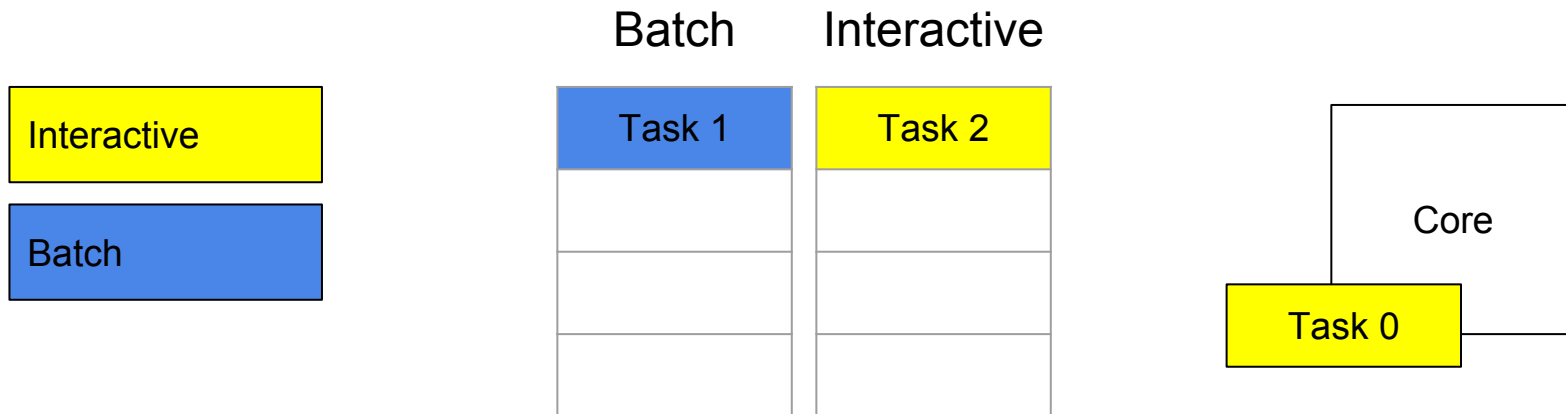 Batch Interactive
Interactive
Batch
Task 1 Task 2
Core
Task 0